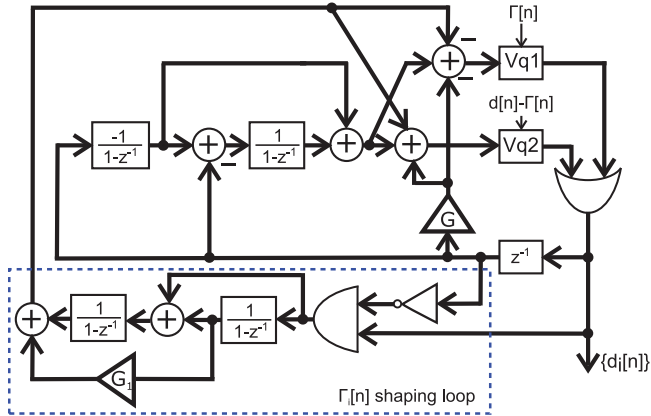 Γ[n]
Vq1
d[n]-Γ[n]
-1
1-z⁻¹
1
1-z⁻¹
Vq2
G
z⁻¹
1
1-z⁻¹
1
1-z⁻¹
G₁
{dᵢ[n]}
Γᵢ[n] shaping loop